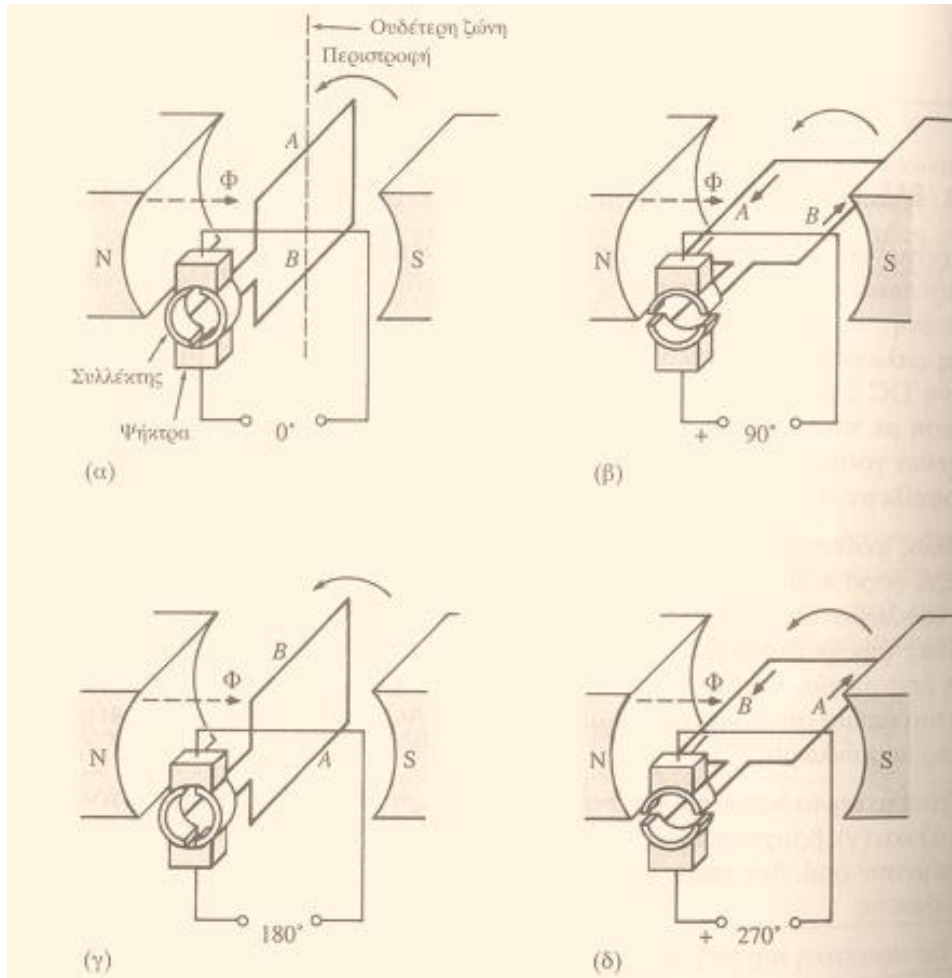 Ουδέτερη ζώνη
Περιστροφή
A
Φ
N
B
S
Συλλέκτης
Ψήκτρα
0°
(α)
Φ
A
B
N
S
+ 90°
(β)
B
Φ
N
A
S
180°
(γ)
Φ
B
A
N
S
+ 270°
(δ)